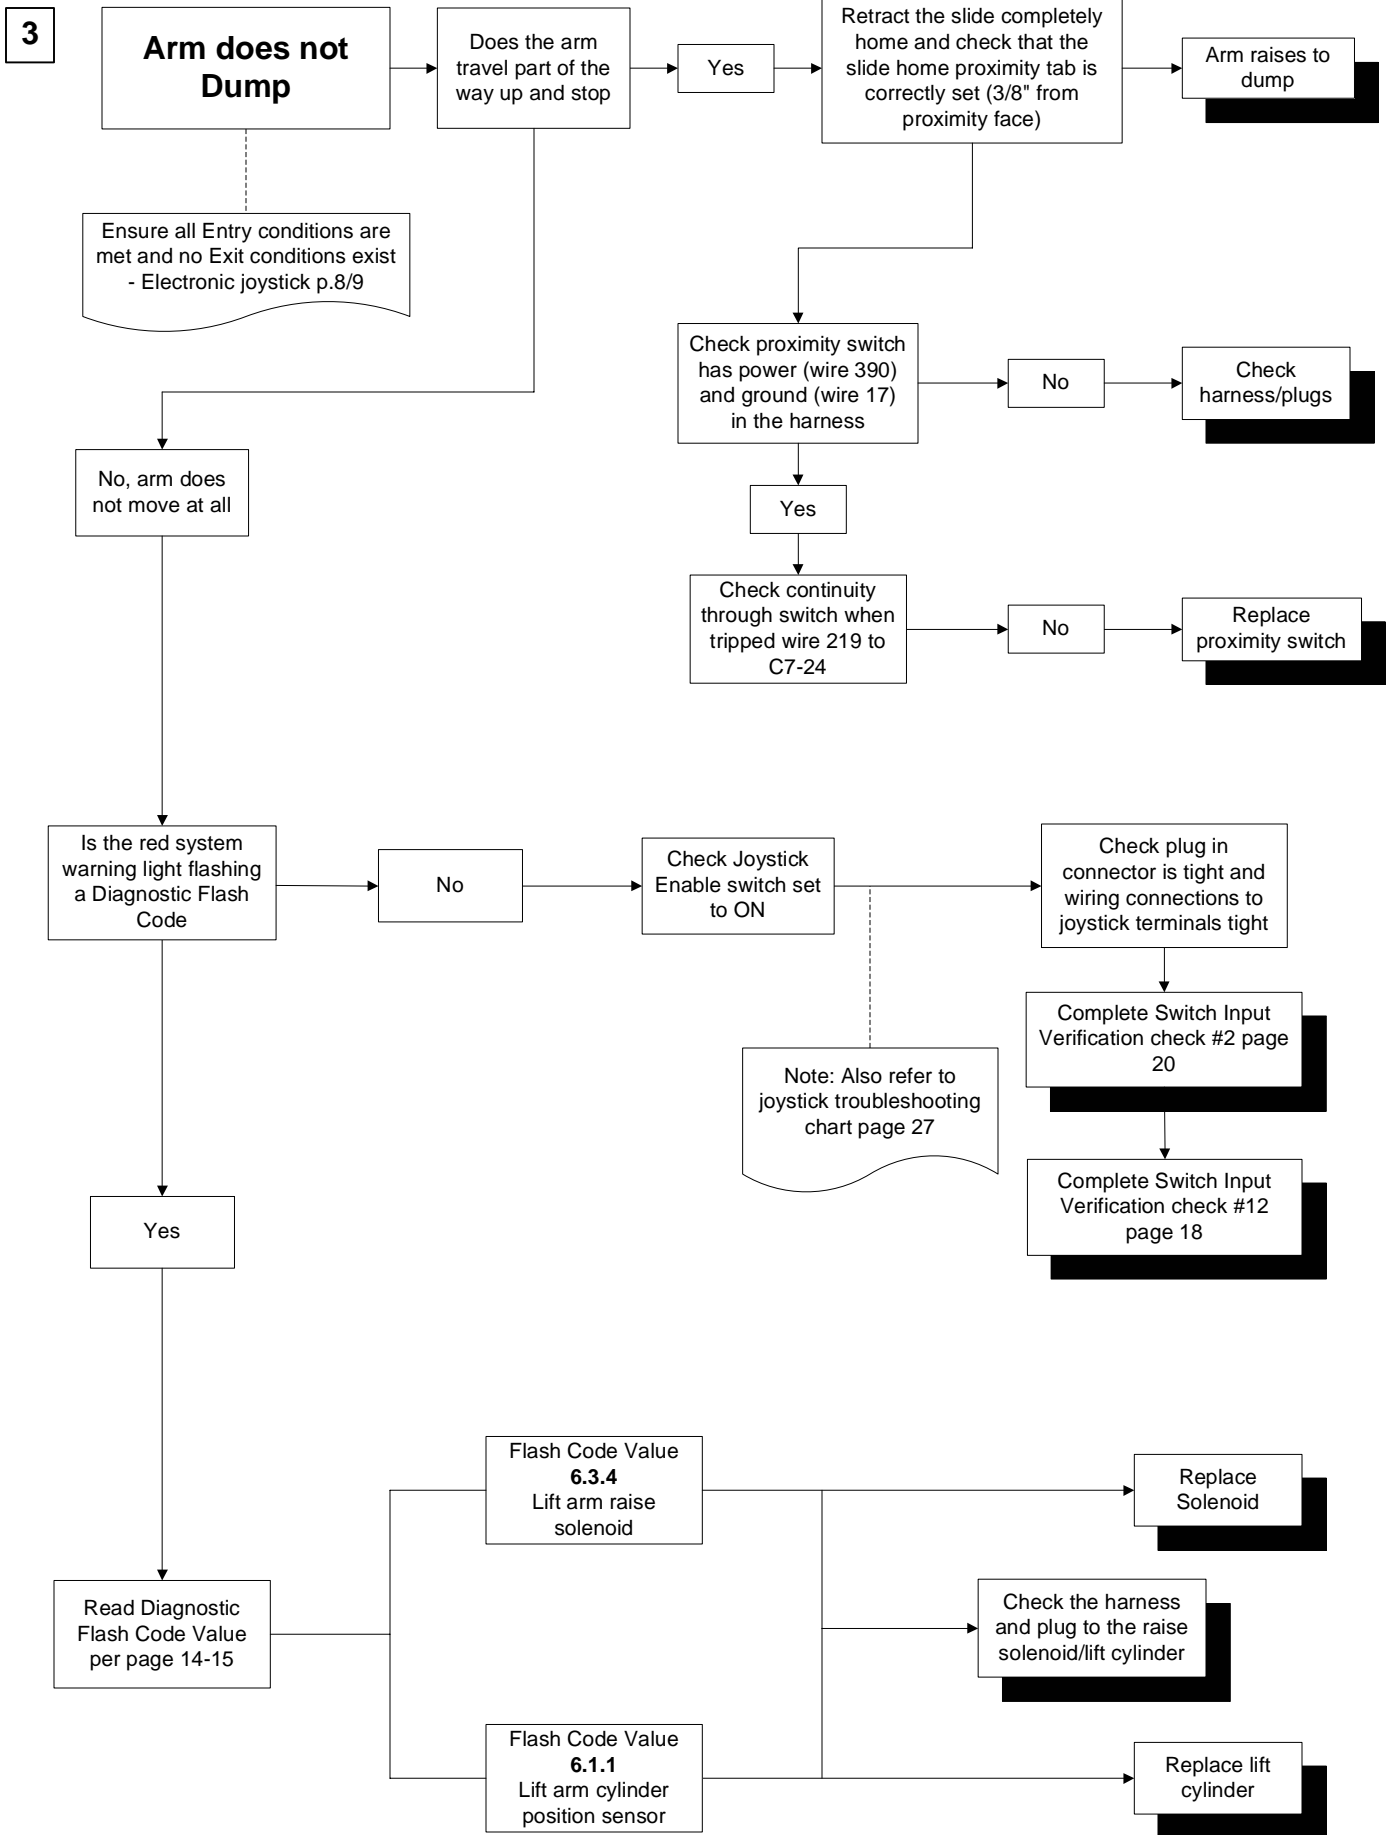 3
Arm does not
Dump
Does the arm
travel part of the
way up and stop
Yes
Retract the slide completely
home and check that the
slide home proximity tab is
correctly set (3/8" from
proximity face)
Arm raises to
dump
Ensure all Entry conditions are
met and no Exit conditions exist
- Electronic joystick p.8/9
Check proximity switch
has power (wire 390)
and ground (wire 17)
in the harness
No
Check
harness/plugs
No, arm does
not move at all
Yes
Check continuity
through switch when
tripped wire 219 to
C7-24
No
Replace
proximity switch
Is the red system
warning light flashing
a Diagnostic Flash
Code
No
Check Joystick
Enable switch set
to ON
Check plug in
connector is tight and
wiring connections to
joystick terminals tight
Note: Also refer to
joystick troubleshooting
chart page 27
Complete Switch Input
Verification check #2 page
20
Complete Switch Input
Verification check #12
page 18
Yes
Read Diagnostic
Flash Code Value
per page 14-15
Flash Code Value
6.3.4
Lift arm raise
solenoid
Replace
Solenoid
Check the harness
and plug to the raise
solenoid/lift cylinder
Flash Code Value
6.1.1
Lift arm cylinder
position sensor
Replace lift
cylinder